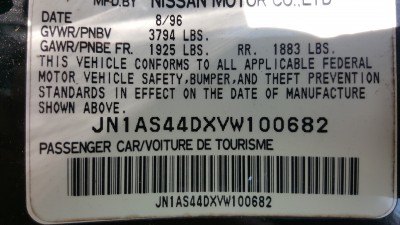 MFD.BY NISSAN MOTOR CO.,LTD
DATE 8/96
GVWR/PNBV 3794 LBS.
GAWR/PNBE FR. 1925 LBS. RR. 1883 LBS.
THIS VEHICLE CONFORMS TO ALL APPLICABLE FEDERAL
MOTOR VEHICLE SAFETY,BUMPER,AND THEFT PREVENTION
STANDARDS IN EFFECT ON THE DATE OF MANUFACTURE
SHOWN ABOVE.
JN1AS44DXVW100682
PASSENGER CAR/VOITURE DE TOURISME
JN1AS44DXVW100682